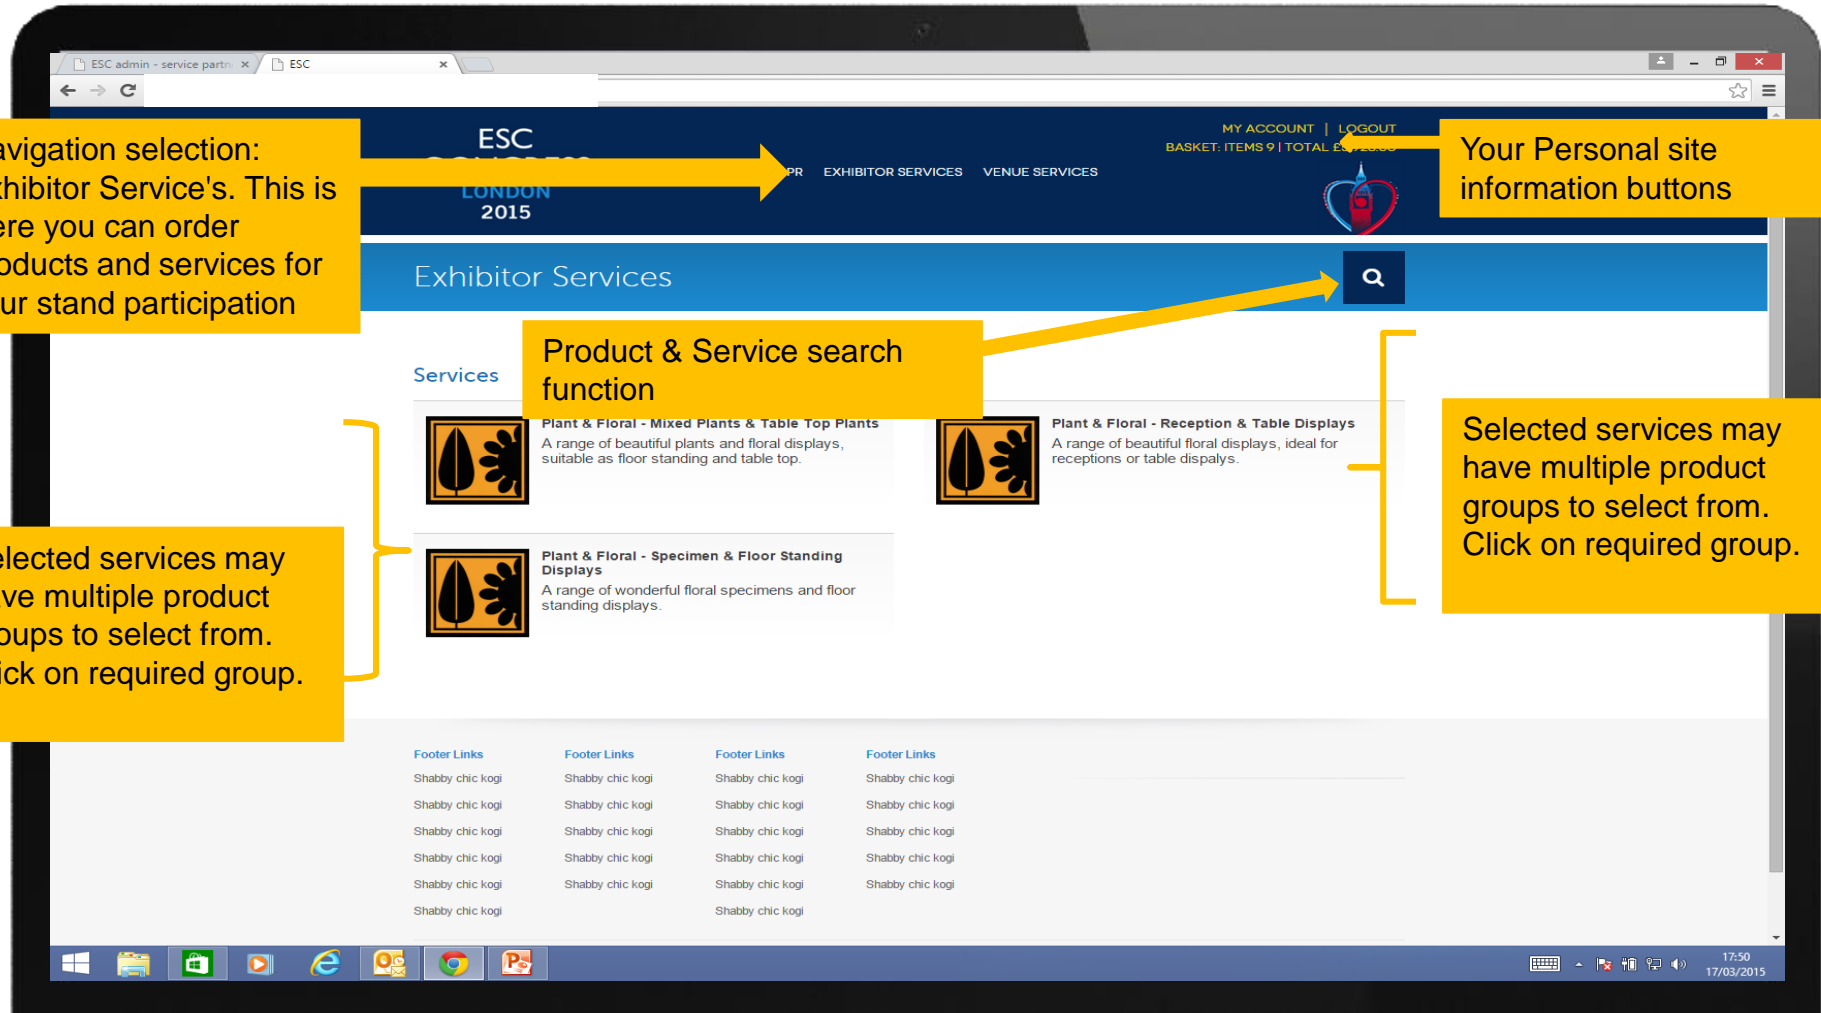 ESC admin - service partn
ESC
ESC
LONDON
2015
PR EXHIBITOR SERVICES VENUE SERVICES
MY ACCOUNT | LOGOUT
BASKET: ITEMS 9 | TOTAL
avigation selection:
xhibitor Service's. This is
ere you can order
oducts and services for
ur stand participation
Your Personal site
information buttons
Exhibitor Services
Product & Service search
function
Services
Plant & Floral - Mixed Plants & Table Top Plants
A range of beautiful plants and floral displays,
suitable as floor standing and table top.
Plant & Floral - Reception & Table Displays
A range of beautiful floral displays, ideal for
receptions or table dispalys.
Plant & Floral - Specimen & Floor Standing
Displays
A range of wonderful floral specimens and floor
standing displays.
elected services may
ave multiple product
oups to select from.
ick on required group.
Selected services may
have multiple product
groups to select from.
Click on required group.
Footer Links Footer Links Footer Links Footer Links
Shabby chic kogi Shabby chic kogi Shabby chic kogi Shabby chic kogi
Shabby chic kogi Shabby chic kogi Shabby chic kogi Shabby chic kogi
Shabby chic kogi Shabby chic kogi Shabby chic kogi Shabby chic kogi
Shabby chic kogi Shabby chic kogi Shabby chic kogi Shabby chic kogi
Shabby chic kogi Shabby chic kogi Shabby chic kogi Shabby chic kogi
Shabby chic kogi Shabby chic kogi
17:50
17/03/2015